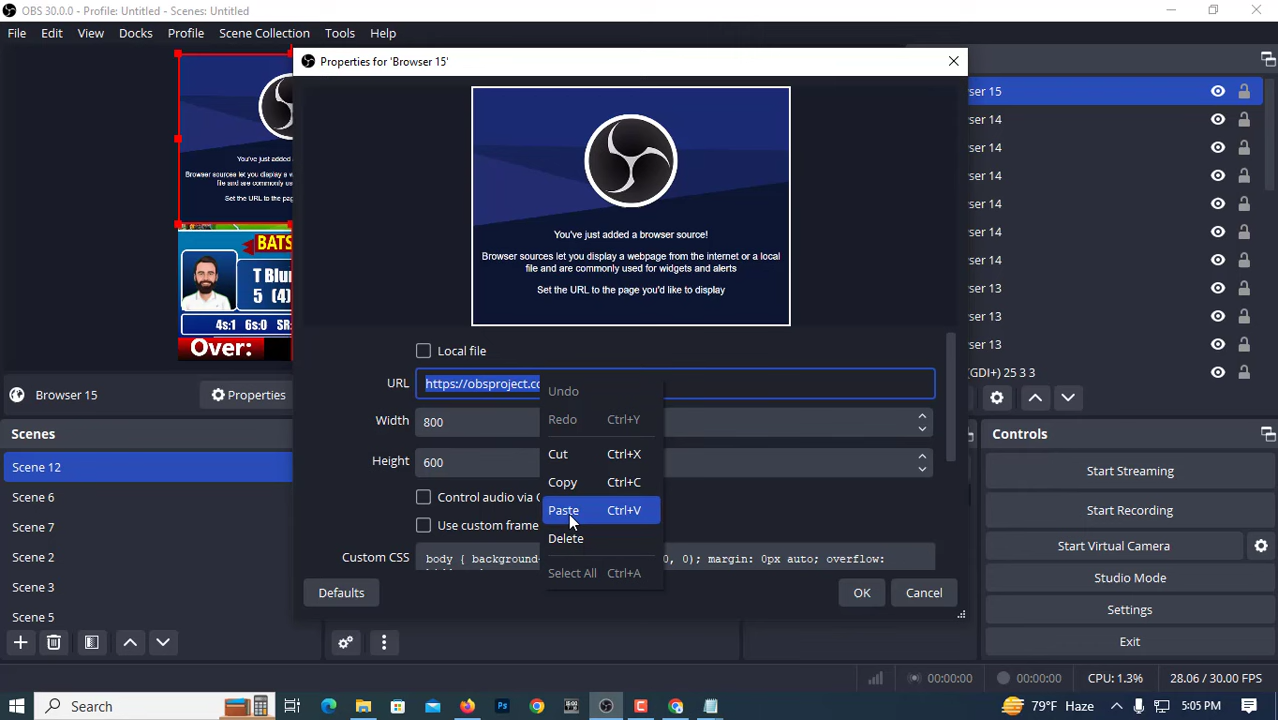 OBS 30.0.0 - Profile: Untitled - Scenes: Untitled
File Edit View Docks Profile Scene Collection Tools Help
Properties for 'Browser 15'
You've just added
Browser sources let you display a
file and are commonly used
Set the URL to the
BATS
T Blu
5 (4)
4s:1 6s:0 SR:
Over:
You've just added a browser source!
Browser sources let you display a webpage from the internet or a local
file and are commonly used for widgets and alerts
Set the URL to the page you'd like to display
ser 15
ser 14
ser 14
ser 14
ser 14
ser 14
ser 14
ser 13
ser 13
ser 13
(GDI+) 25 3 3
Local file
URL https://obsproject.co
Width 800
Height 600
Control audio via
Use custom frame
Custom CSS body { background- 0, 0); margin: 0px auto; overflow:
Defaults OK Cancel
Undo
Redo Ctrl+Y
Cut Ctrl+X
Copy Ctrl+C
Paste Ctrl+V
Delete
Select All Ctrl+A
Browser 15 Properties
Scenes
Scene 12
Scene 6
Scene 7
Scene 2
Scene 3
Scene 5
Controls
Start Streaming
Start Recording
Start Virtual Camera
Studio Mode
Settings
Exit
00:00:00 00:00:00 CPU: 1.3% 28.06 / 30.00 FPS
Search
Ps
79°F Haze 5:05 PM